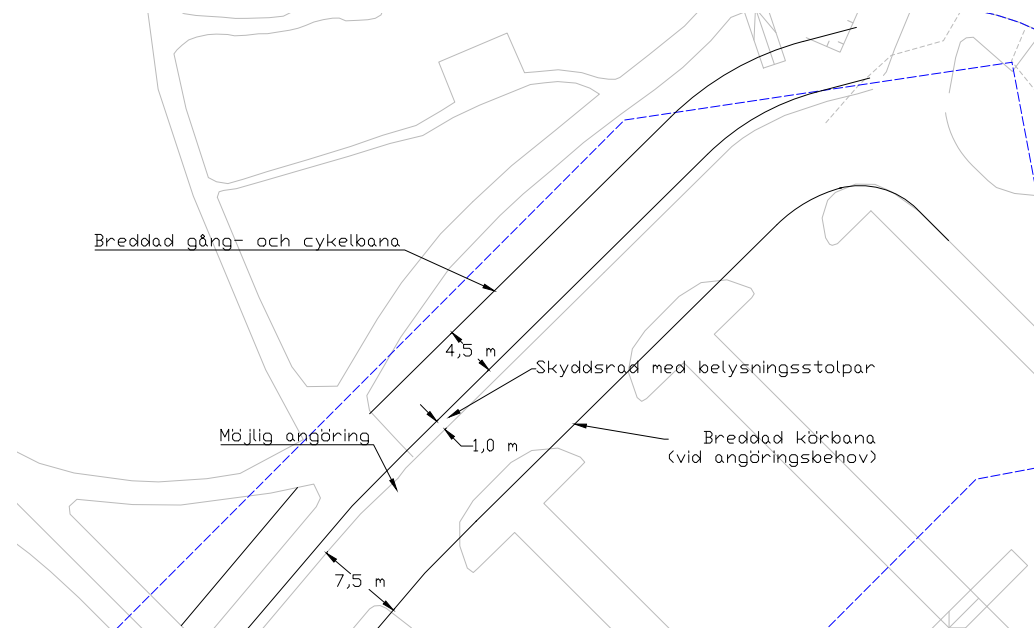 Breddad gång- och cykelbana
4,5 m
Skyddsrad med belysningsstolpar
Möjlig angöring
1,0 m
Breddad körbana
(vid angöringsbehov)
7,5 m